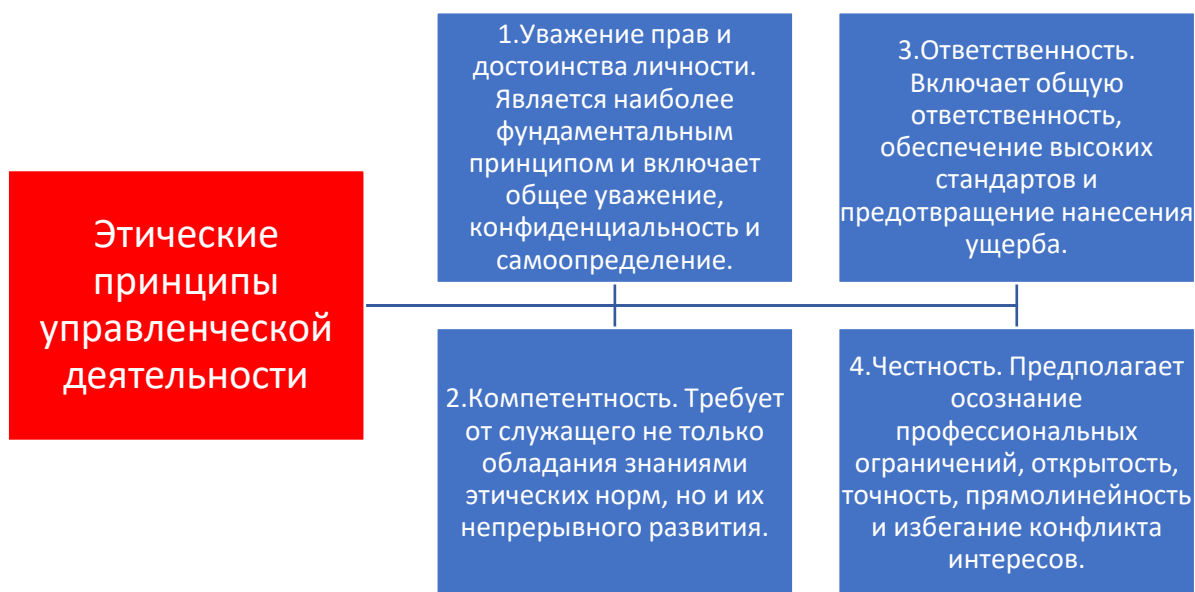 Этические
принципы
управленческой
деятельности
1.Уважение прав и
достоинства личности.
Является наиболее
фундаментальным
принципом и включает
общее уважение,
конфиденциальность и
самоопределение.
2.Компетентность. Требует
от служащего не только
обладания знаниями
этических норм, но и их
непрерывного развития.
3.Ответственность.
Включает общую
ответственность,
обеспечение высоких
стандартов и
предотвращение нанесения
ущерба.
4.Честность. Предполагает
осознание
профессиональных
ограничений, открытость,
точность, прямолинейность
и избегание конфликта
интересов.